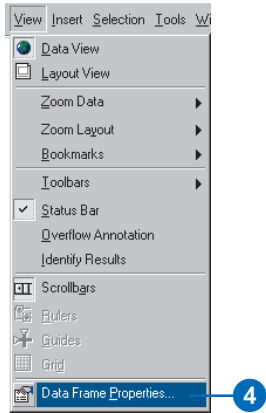 View Insert Selection Tools Wi
Data View
Layout View
Zoom Data
Zoom Layout
Bookmarks
Toolbars
Status Bar
Overflow Annotation
Identify Results
Scrollbars
Rulers
Guides
Grid
Data Frame Properties... 4